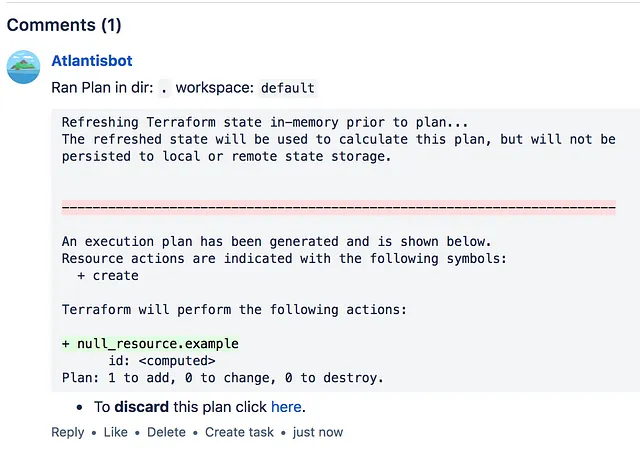 Comments (1)
Atlantisbot
Ran Plan in dir: . workspace: default
Refreshing Terraform state in-memory prior to plan...
The refreshed state will be used to calculate this plan, but will not be
persisted to local or remote state storage.
------------------------------------------------------------------------
An execution plan has been generated and is shown below.
Resource actions are indicated with the following symbols:
  + create
Terraform will perform the following actions:
+ null_resource.example
      id: <computed>
Plan: 1 to add, 0 to change, 0 to destroy.
• To discard this plan click here.
Reply • Like • Delete • Create task • just now